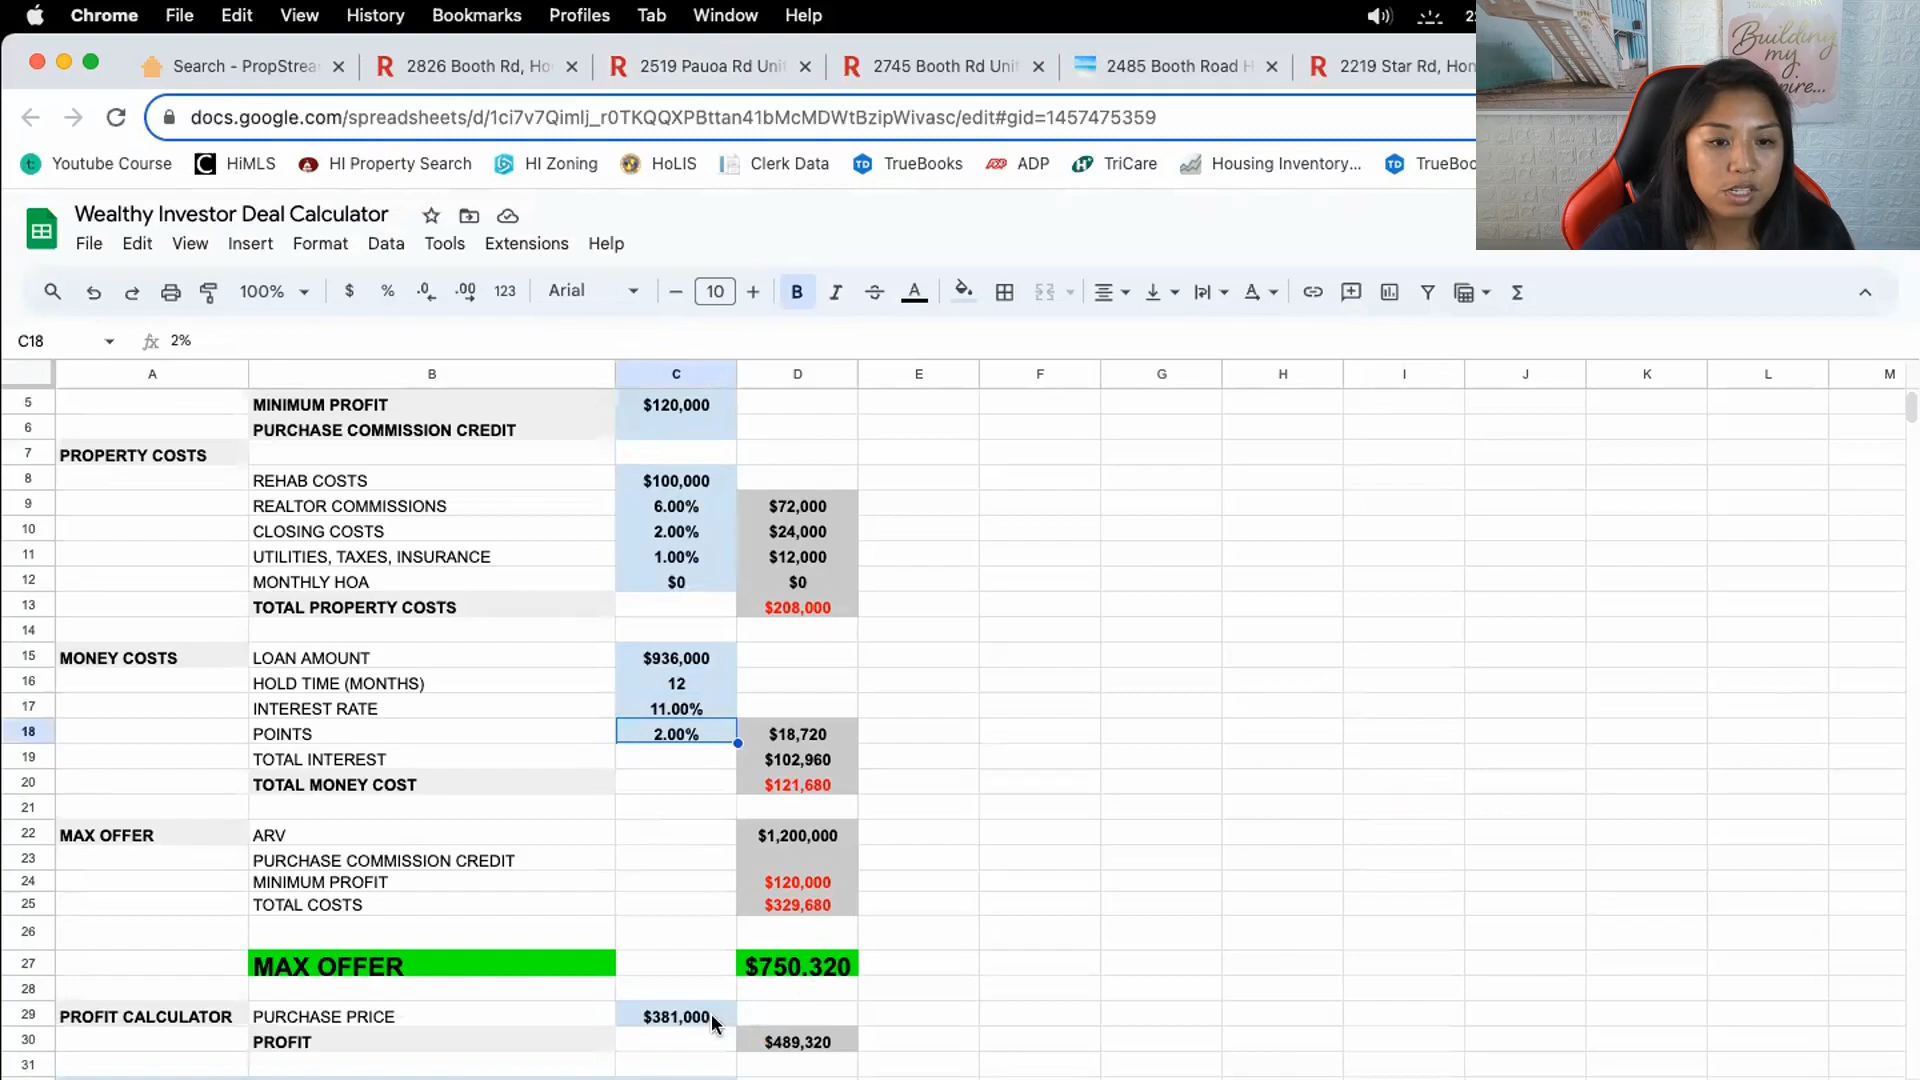 Chrome File Edit View History Bookmarks Profiles Tab Window Help
Search - PropStrea 2826 Booth Rd, Ho 2519 Pauoa Rd Unit 2745 Booth Rd Unit 2485 Booth Road H 2219 Star Rd, Hon
docs.google.com/spreadsheets/d/1ci7v7Qimlj_r0TKQQXPBttan41bMcMDWtBzipWivasc/edit#gid=1457475359
Youtube Course HiMLS HI Property Search HI Zoning HoLIS Clerk Data TrueBooks ADP TriCare Housing Inventory... TrueBoo
Building
my
Wealthy Investor Deal Calculator
File Edit View Insert Format Data Tools Extensions Help
100% $ % .0 .00 123 Arial 10 B I S A
C18 fx 2%
A B C D E F G H I J K L M
5 MINIMUM PROFIT $120,000
6 PURCHASE COMMISSION CREDIT
7 PROPERTY COSTS
8 REHAB COSTS $100,000
9 REALTOR COMMISSIONS 6.00% $72,000
10 CLOSING COSTS 2.00% $24,000
11 UTILITIES, TAXES, INSURANCE 1.00% $12,000
12 MONTHLY HOA $0 $0
13 TOTAL PROPERTY COSTS $208,000
14
15 MONEY COSTS LOAN AMOUNT $936,000
16 HOLD TIME (MONTHS) 12
17 INTEREST RATE 11.00%
18 POINTS 2.00% $18,720
19 TOTAL INTEREST $102,960
20 TOTAL MONEY COST $121,680
21
22 MAX OFFER ARV $1,200,000
23 PURCHASE COMMISSION CREDIT
24 MINIMUM PROFIT $120,000
25 TOTAL COSTS $329,680
26
27 MAX OFFER $750,320
28
29 PROFIT CALCULATOR PURCHASE PRICE $381,000
30 PROFIT $489,320
31